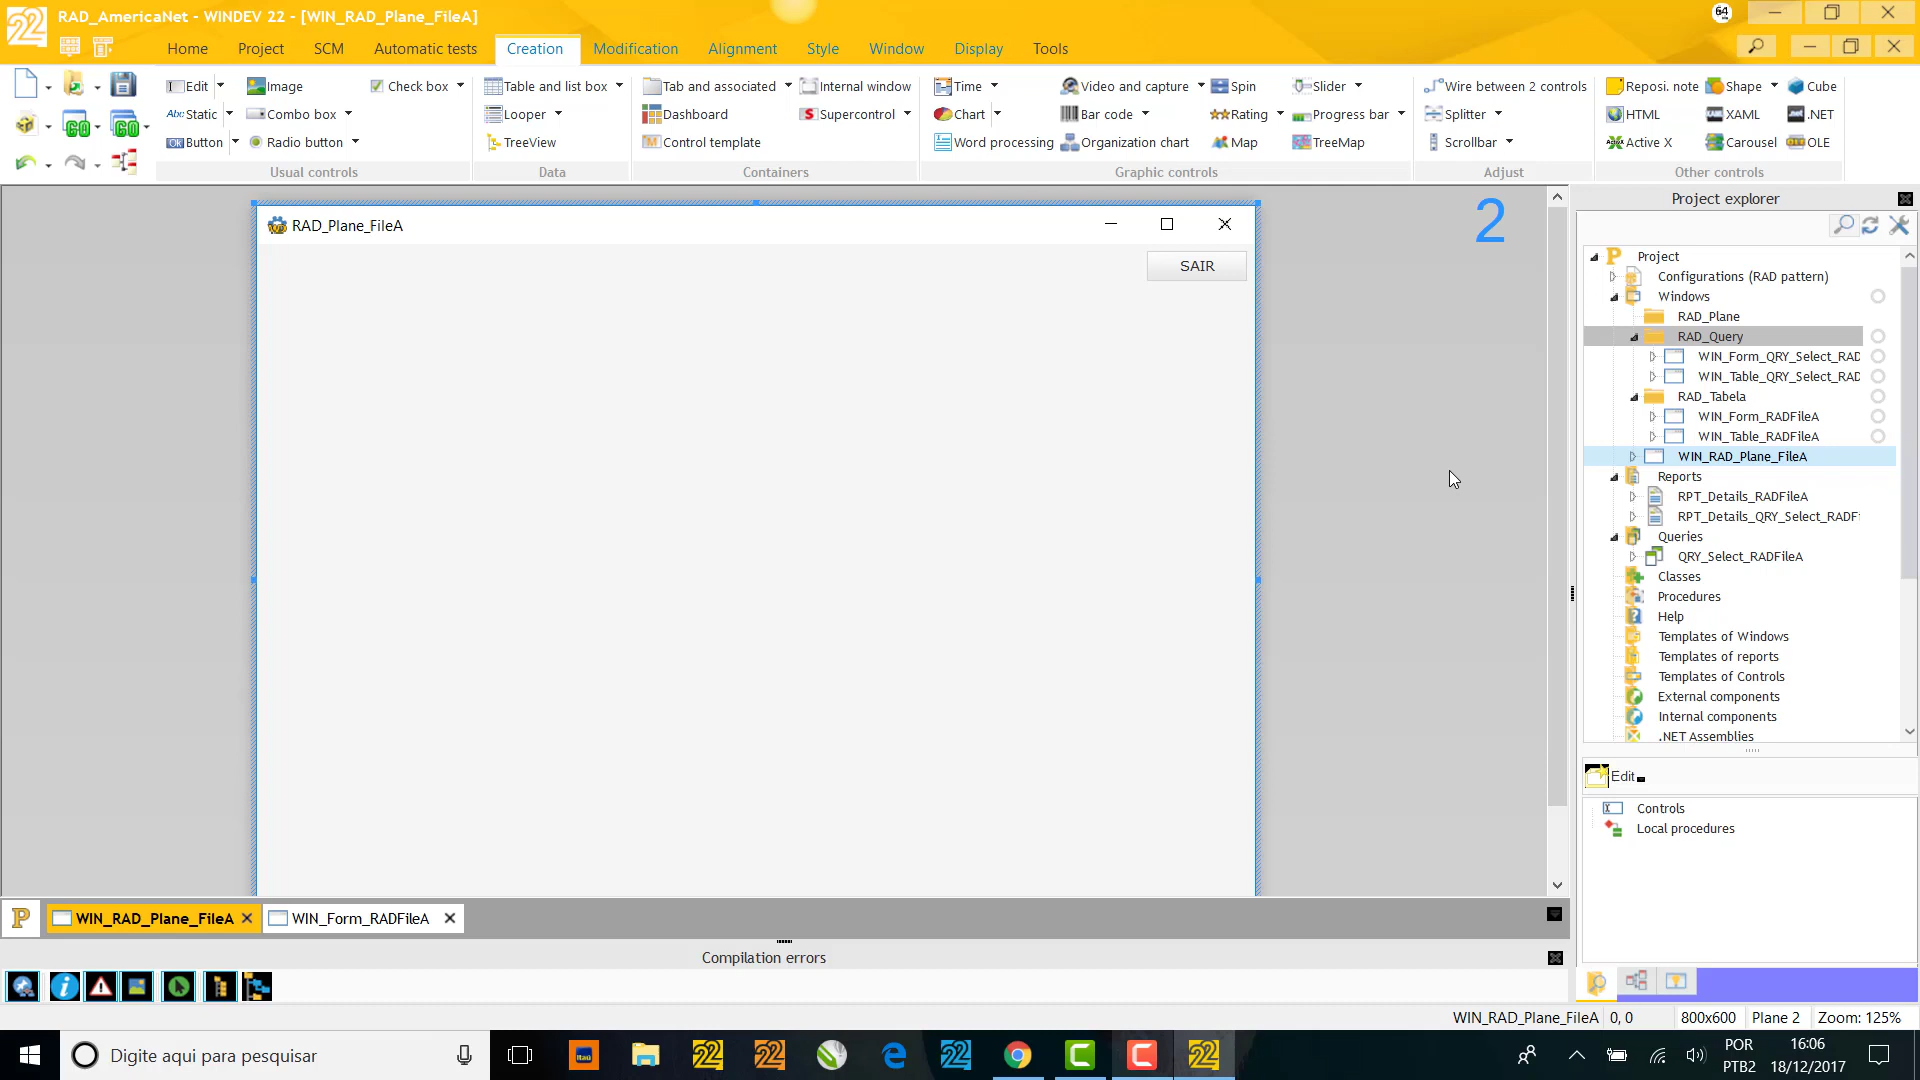 RAD_AmericaNet - WINDEV 22 - [WIN_RAD_Plane_FileA]
64
22
Home Project SCM Automatic tests Creation Modification Alignment Style Window Display Tools
Edit Image Check box Table and list box Tab and associated Internal window Time Video and capture Spin Slider Wire between 2 controls Reposi. note Shape Cube
Static Combo box Looper Dashboard Supercontrol Chart Bar code Rating Progress bar Splitter HTML XAML .NET
Button Radio button TreeView Control template Word processing Organization chart Map TreeMap Scrollbar Active X Carousel OLE
Usual controls Data Containers Graphic controls Adjust Other controls
RAD_Plane_FileA
SAIR
2
Project explorer
Project
Configurations (RAD pattern)
Windows
RAD_Plane
RAD_Query
WIN_Form_QRY_Select_RAD
WIN_Table_QRY_Select_RAD
RAD_Tabela
WIN_Form_RADFileA
WIN_Table_RADFileA
WIN_RAD_Plane_FileA
Reports
RPT_Details_RADFileA
RPT_Details_QRY_Select_RADFi
Queries
QRY_Select_RADFileA
Classes
Procedures
Help
Templates of Windows
Templates of reports
Templates of Controls
External components
Internal components
.NET Assemblies
Edit
Controls
Local procedures
WIN_RAD_Plane_FileA WIN_Form_RADFileA
Compilation errors
WIN_RAD_Plane_FileA 0, 0 800x600 Plane 2 Zoom: 125%
Digite aqui para pesquisar
POR
PTB2
16:06
18/12/2017